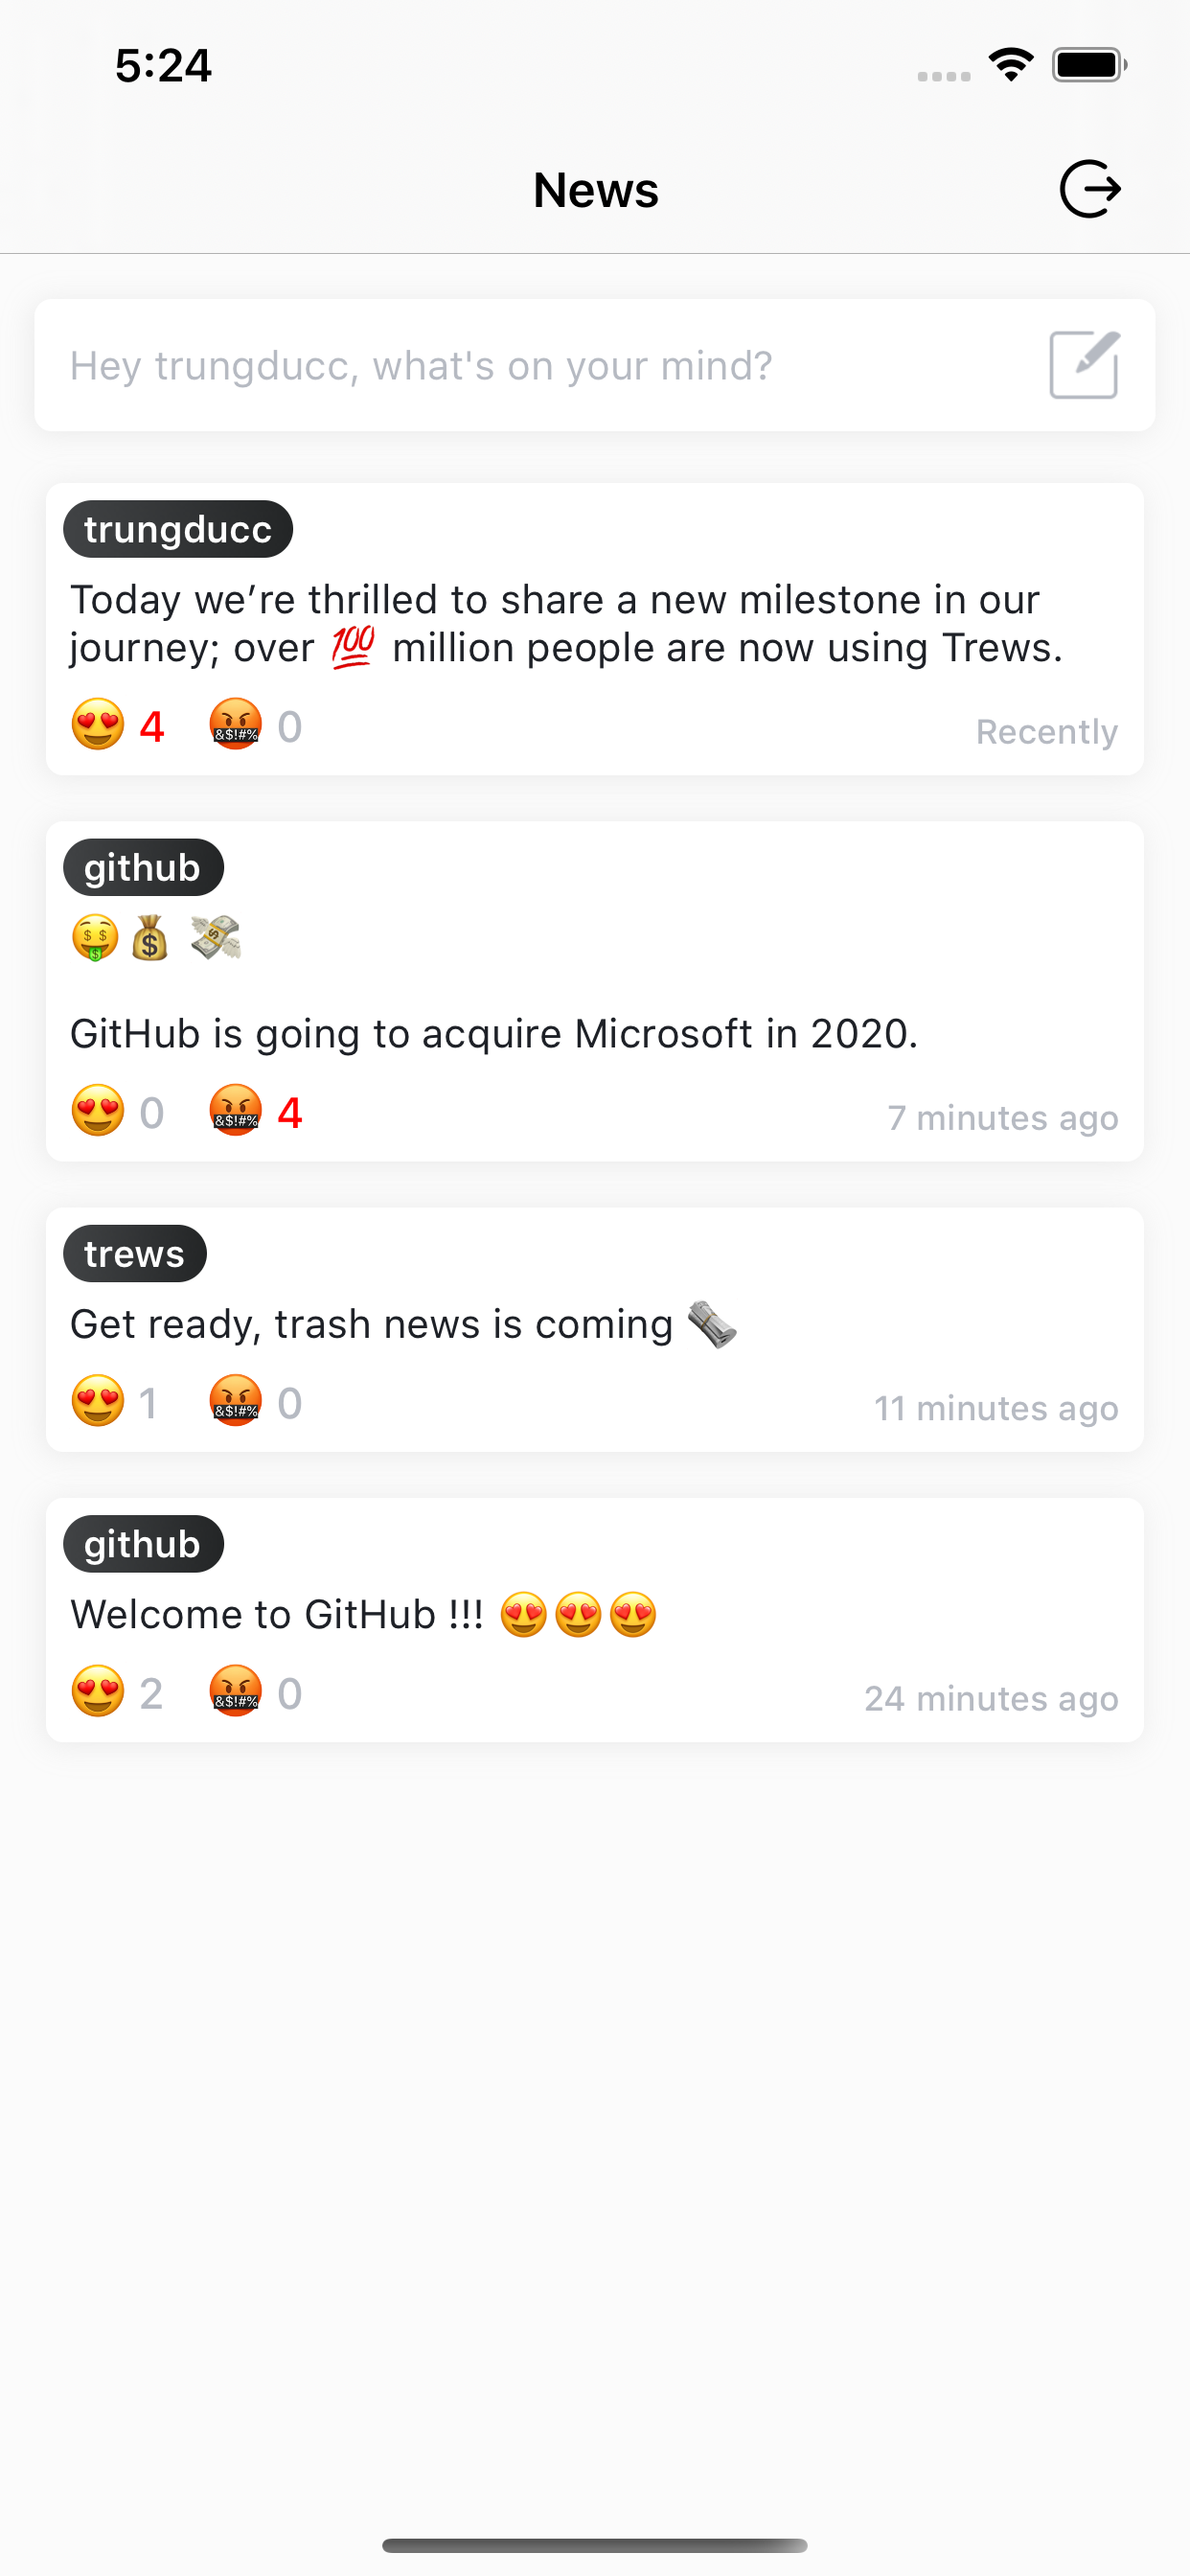 5:24
News
Hey trungducc, what's on your mind?
trungducc
Today we’re thrilled to share a new milestone in our
journey; over 💯 million people are now using Trews.
😍 4 🤬 0 Recently
github
🤑💰 💸
GitHub is going to acquire Microsoft in 2020.
😍 0 🤬 4 7 minutes ago
trews
Get ready, trash news is coming 🗞
😍 1 🤬 0 11 minutes ago
github
Welcome to GitHub !!! 😍😍😍
😍 2 🤬 0 24 minutes ago